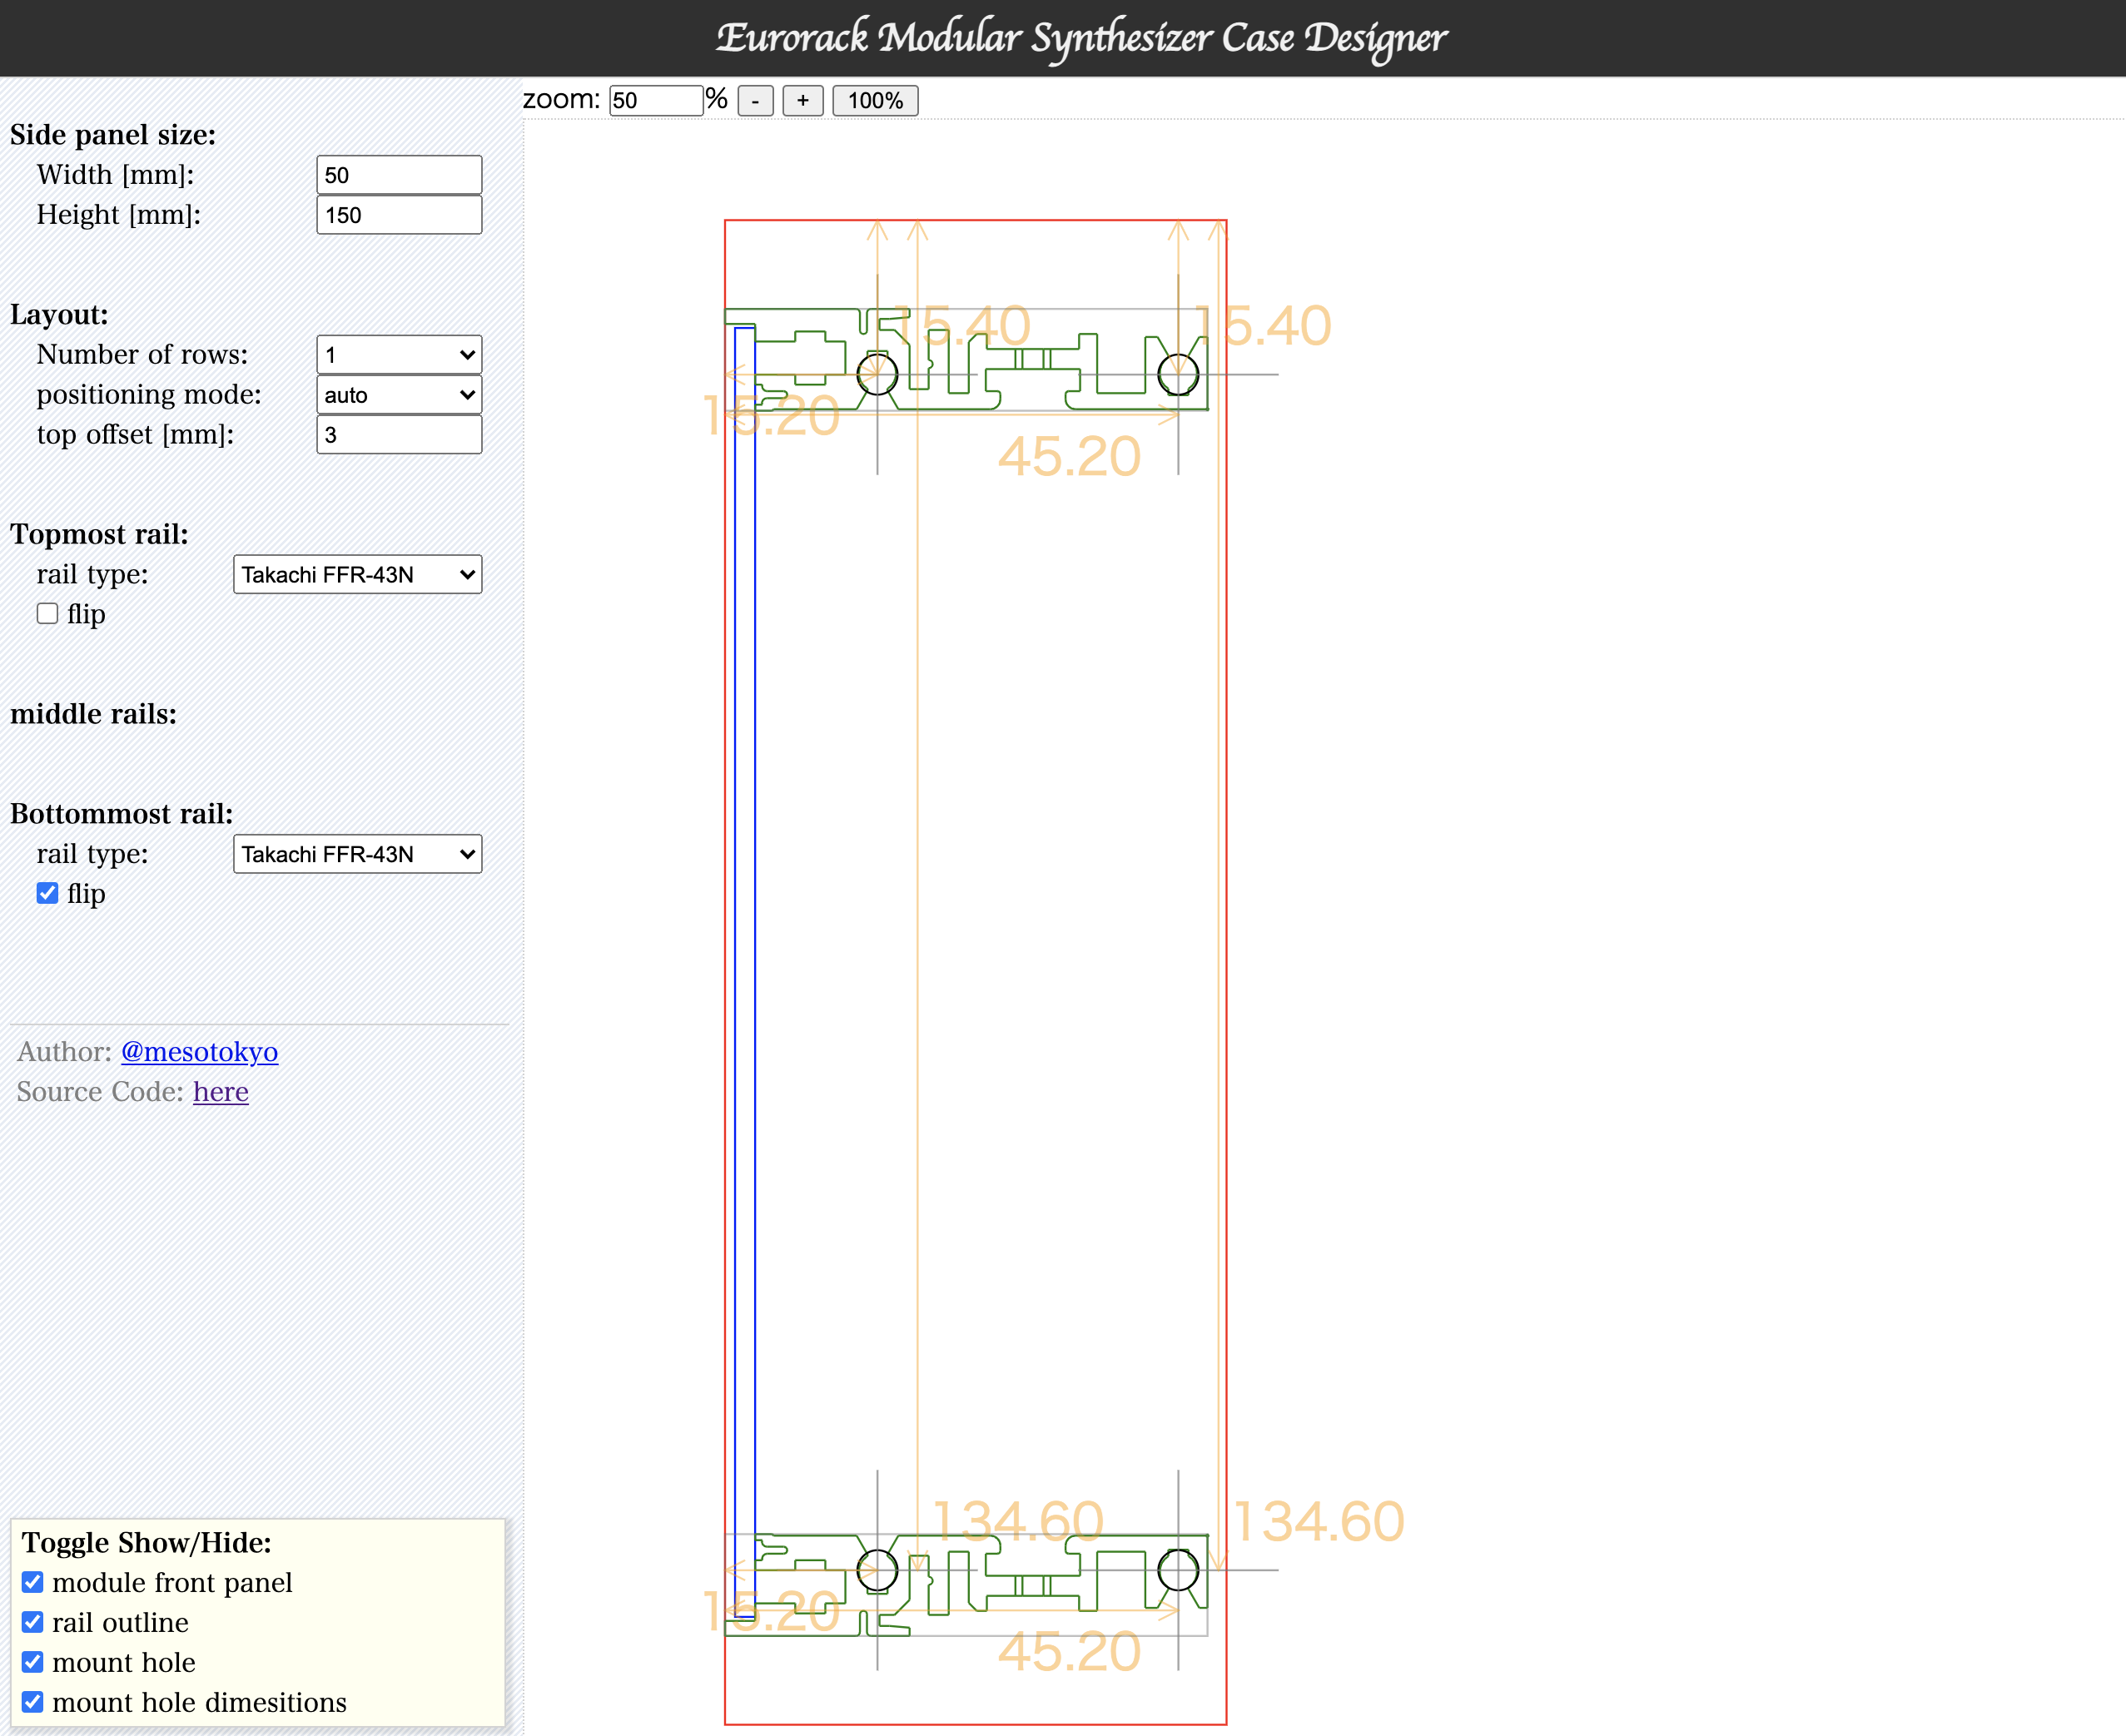 Eurorack Modular Synthesizer Case Designer
zoom: 50 % - + 100%
Side panel size:
Width [mm]: 50
Height [mm]: 150
Layout:
Number of rows: 1
positioning mode: auto
top offset [mm]: 3
Topmost rail:
rail type: Takachi FFR-43N
flip
middle rails:
Bottommost rail:
rail type: Takachi FFR-43N
flip
Author: @mesotokyo
Source Code: here
Toggle Show/Hide:
module front panel
rail outline
mount hole
mount hole dimesitions
15.40
15.40
15.20
45.20
134.60
134.60
15.20
45.20